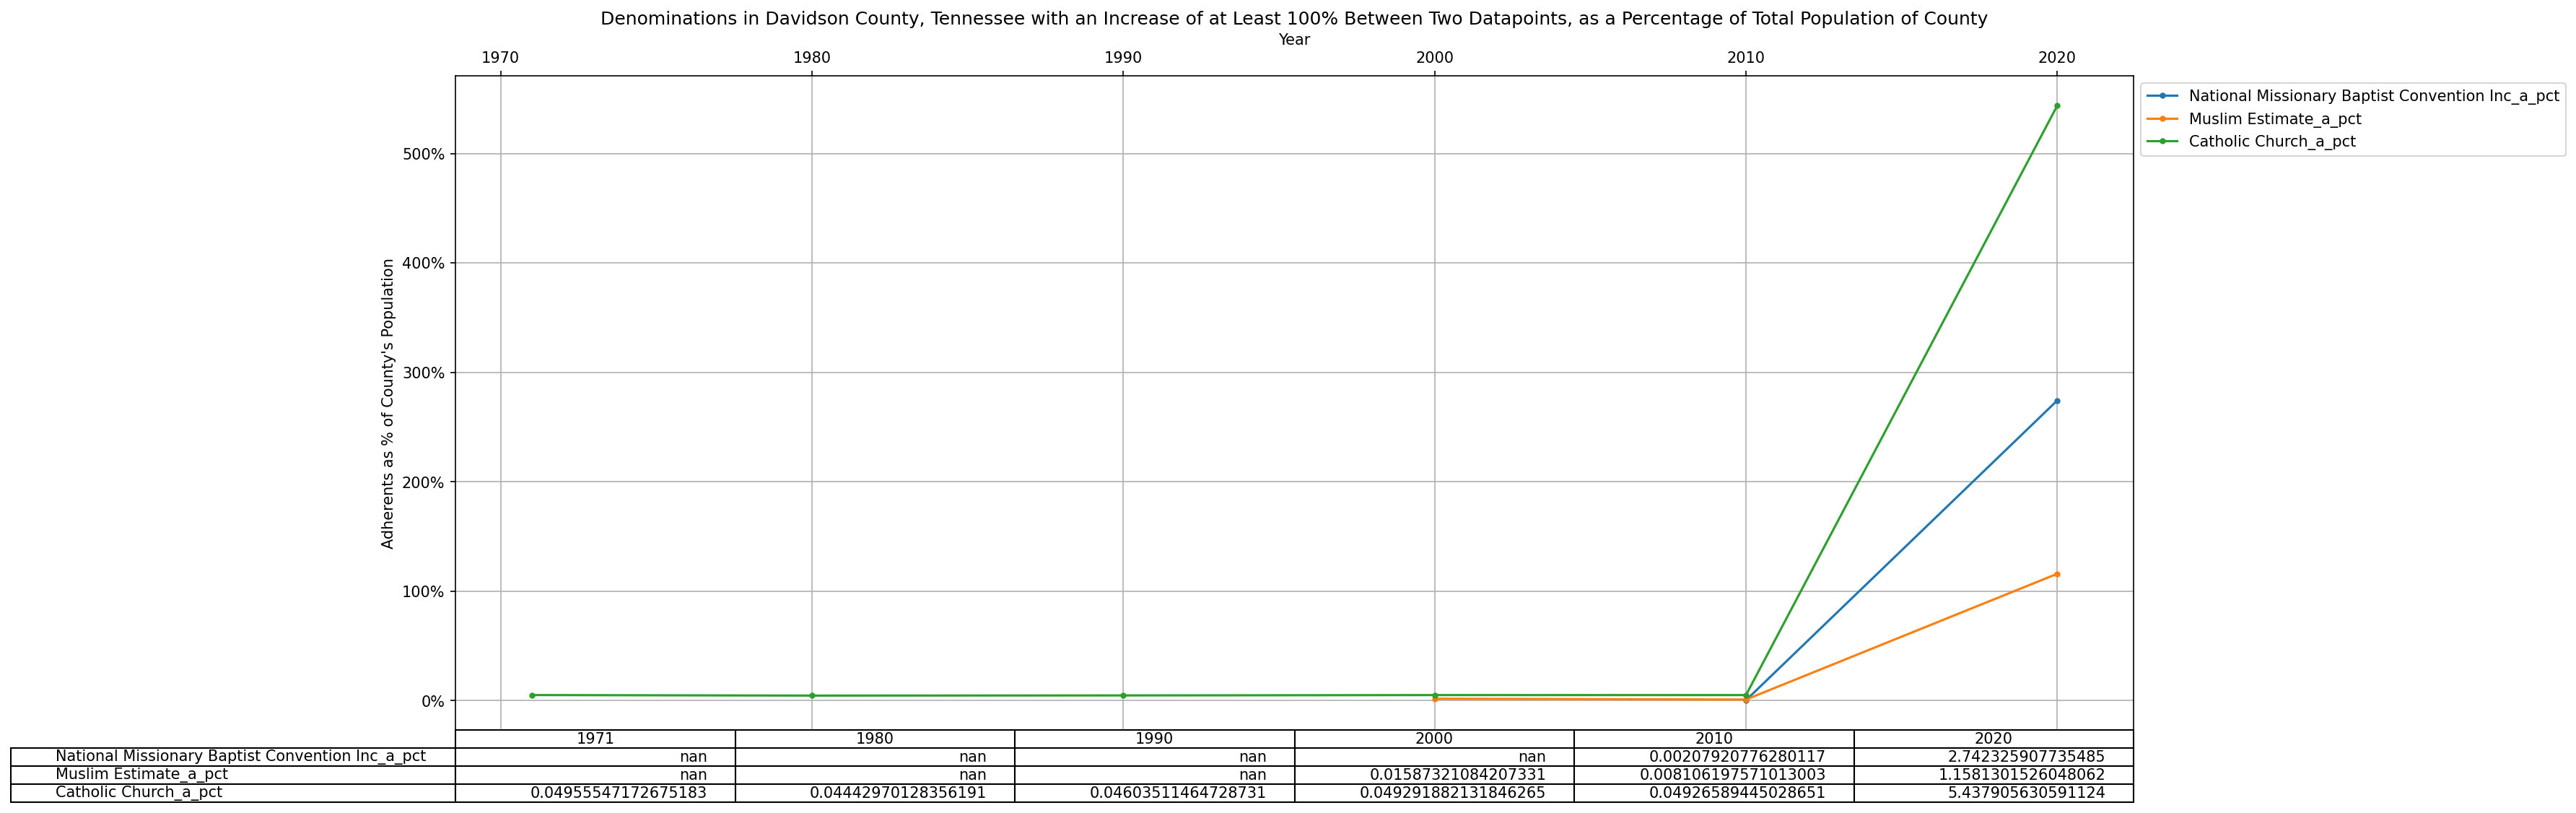 Denominations in Davidson County, Tennessee with an Increase of at Least 100% Between Two Datapoints, as a Percentage of Total Population of County
Year
1970 1980 1990 2000 2010 2020
National Missionary Baptist Convention Inc_a_pct
Muslim Estimate_a_pct
Catholic Church_a_pct
Adherents as % of County's Population
500%
400%
300%
200%
100%
0%
1971 1980 1990 2000 2010 2020
National Missionary Baptist Convention Inc_a_pct nan nan nan nan 0.00207920776280117 2.742325907735485
Muslim Estimate_a_pct nan nan nan 0.01587321084207331 0.008106197571013003 1.1581301526048062
Catholic Church_a_pct 0.04955547172675183 0.04442970128356191 0.04603511464728731 0.049291882131846265 0.04926589445028651 5.437905630591124